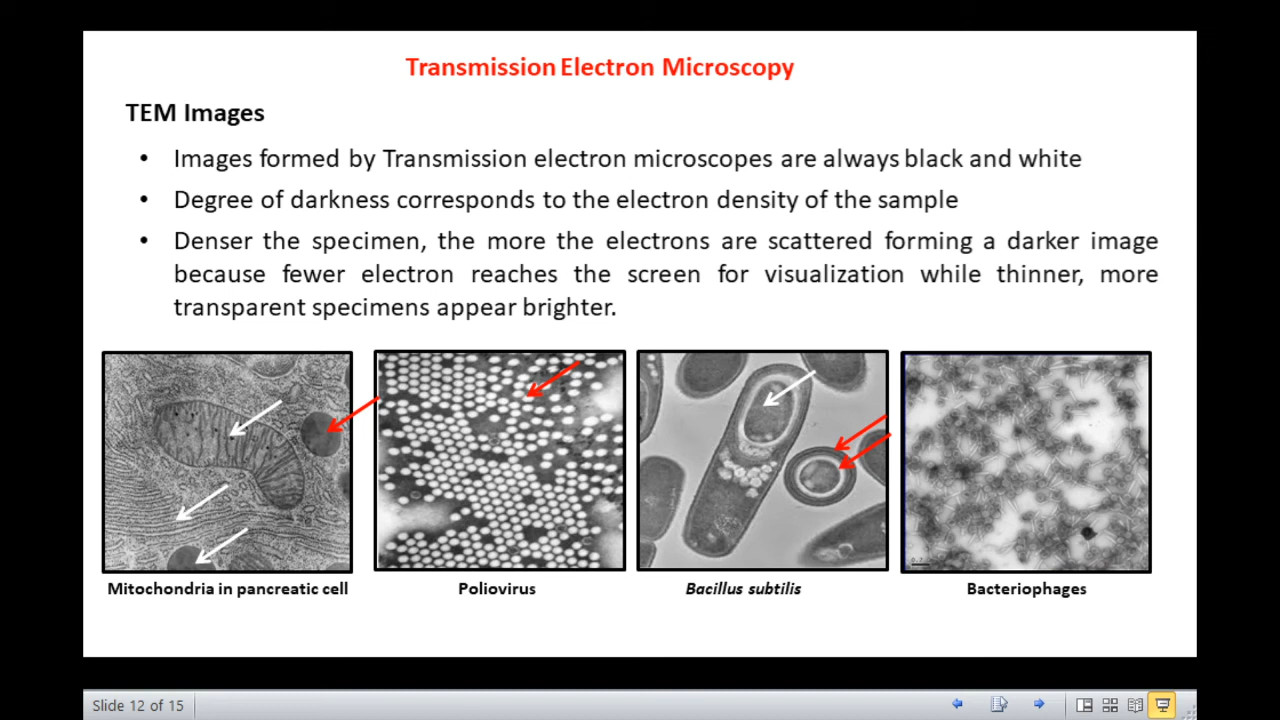 Transmission Electron Microscopy
TEM Images
• Images formed by Transmission electron microscopes are always black and white
• Degree of darkness corresponds to the electron density of the sample
• Denser the specimen, the more the electrons are scattered forming a darker image
because fewer electron reaches the screen for visualization while thinner, more
transparent specimens appear brighter.
Mitochondria in pancreatic cell
Poliovirus
Bacillus subtilis
Bacteriophages
Slide 12 of 15